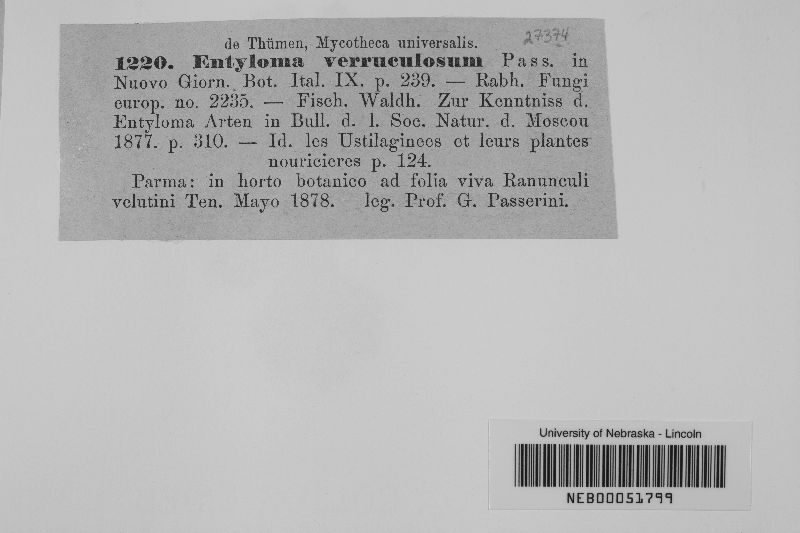 27374
de Thümen, Mycotheca universalis.
1220. Entyloma verruculosum Pass. in
Nuovo Giorn. Bot. Ital. IX. p. 239. — Rabh. Fungi
europ. no. 2235. — Fisch. Waldh. Zur Kenntniss d.
Entyloma Arten in Bull. d. l. Soc. Natur. d. Moscou
1877. p. 310. — Id. les Ustilaginees et leurs plantes
nouricieres p. 124.
Parma: in horto botanico ad folia viva Ranunculi
velutini Ten. Mayo 1878. leg. Prof. G. Passerini.
University of Nebraska - Lincoln
NEB00051799